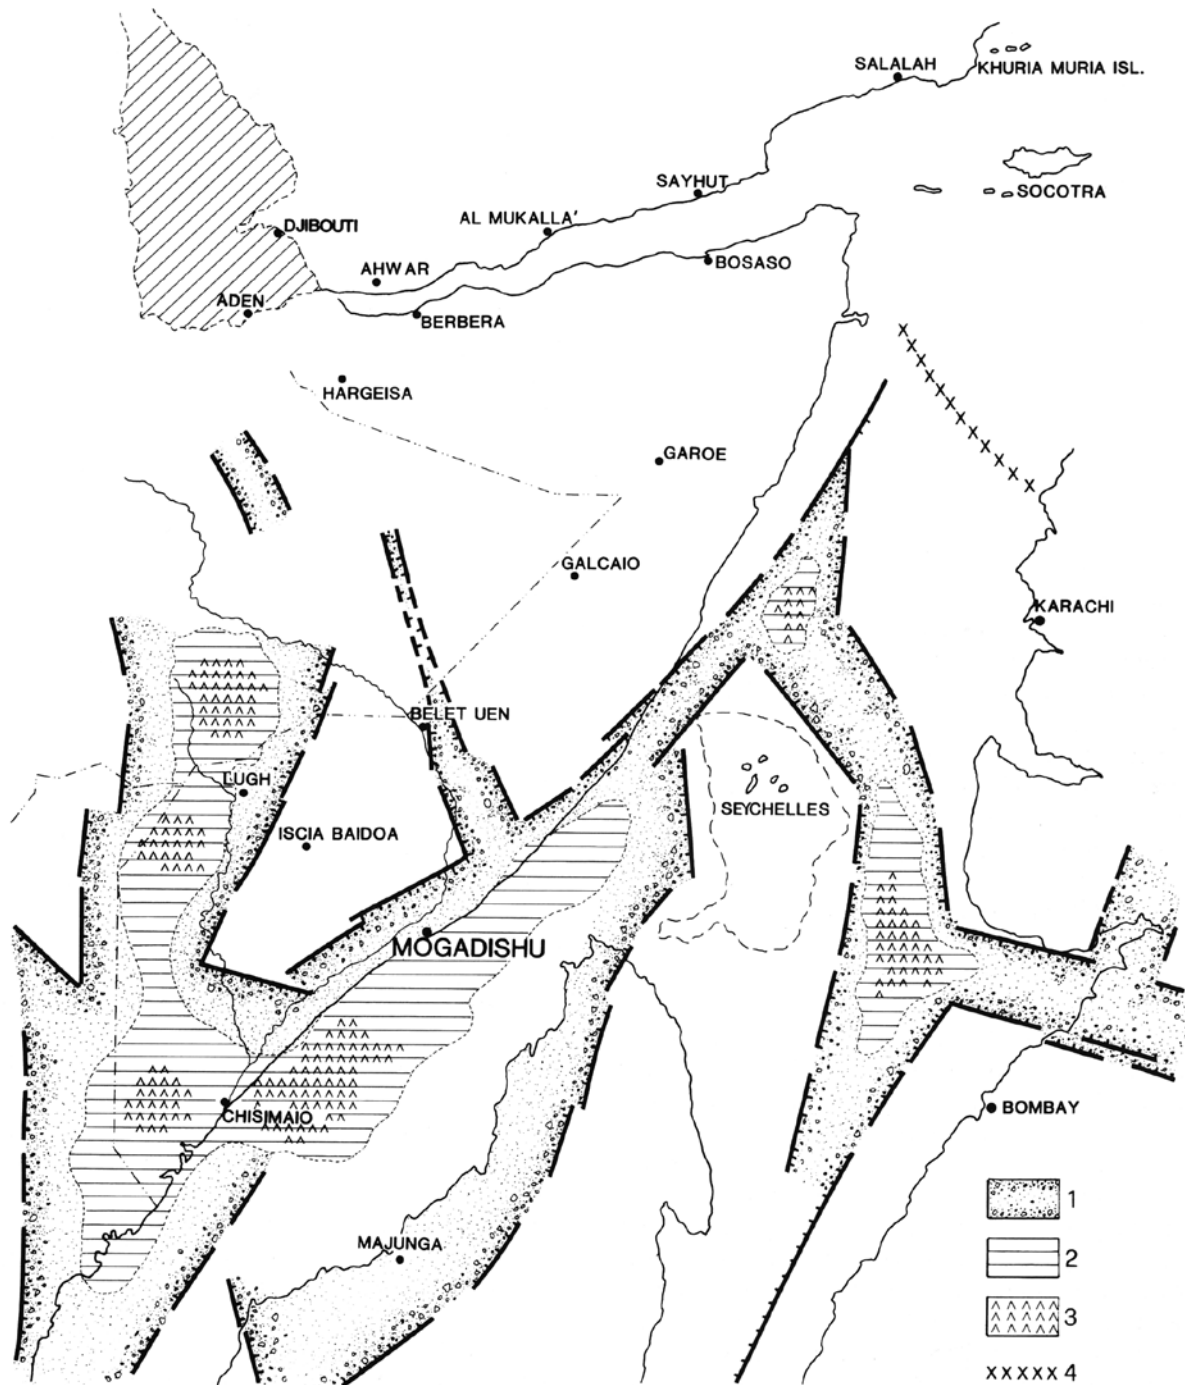 SALALAH
KHURIA MURIA ISL.
SAYHUT
SOCOTRA
AL MUKALLA'
DJIBOUTI
AHWAR
BOSASO
ADEN
BERBERA
HARGEISA
GAROE
GALCAIO
KARACHI
BELET UEN
LUGH
SEYCHELLES
ISCIA BAIDOA
MOGADISHU
CHISIMAIO
BOMBAY
MAJUNGA
1
2
3
xxxxx 4